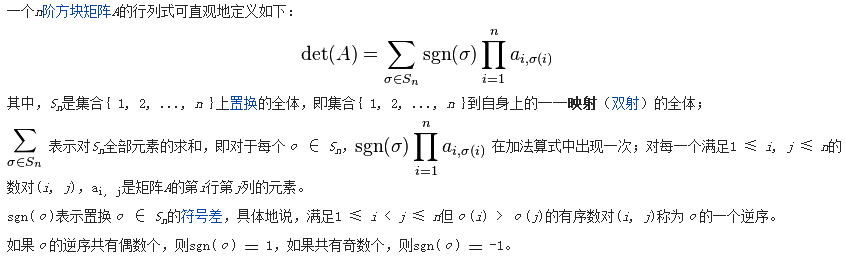 一个n阶方块矩阵A的行列式可直观地定义如下：
det(A) = ∑_{σ∈S_n} sgn(σ) ∏_{i=1}^{n} a_{i,σ(i)}
其中，S_n是集合{ 1, 2, ..., n }上置换的全体，即集合{ 1, 2, ..., n }到自身上的一一映射（双射）的全体；
∑_{σ∈S_n} 表示对S_n全部元素的求和，即对于每个σ ∈ S_n，sgn(σ) ∏_{i=1}^{n} a_{i,σ(i)} 在加法算式中出现一次；对每一个满足1 ≤ i, j ≤ n的
数对(i, j)，a_{i, j}是矩阵A的第i行第j列的元素。
sgn(σ)表示置换σ ∈ S_n的符号差，具体地说，满足1 ≤ i < j ≤ n但σ(i) > σ(j)的有序数对(i, j)称为σ的一个逆序。
如果σ的逆序共有偶数个，则sgn(σ) = 1，如果共有奇数个，则sgn(σ) = -1。